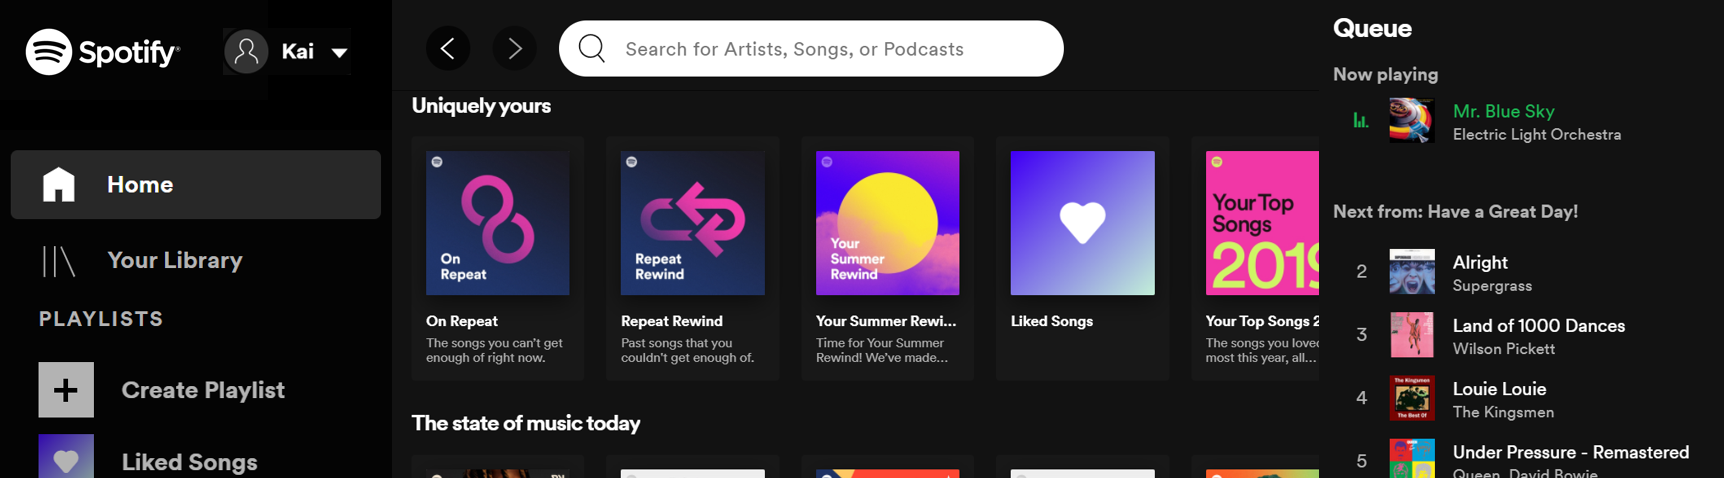 Spotify®
Kai
Home
Your Library
PLAYLISTS
Create Playlist
Liked Songs
Search for Artists, Songs, or Podcasts
Uniquely yours
On
Repeat
On Repeat
The songs you can't get
enough of right now.
Repeat
Rewind
Repeat Rewind
Past songs that you
couldn't get enough of.
Your
Summer
Rewind
Your Summer Rewi...
Time for Your Summer
Rewind! We've made...
Liked Songs
Your Top
Songs
2019
Your Top Songs 2
The songs you loved
most this year, all...
The state of music today
Queue
Now playing
Mr. Blue Sky
Electric Light Orchestra
Next from: Have a Great Day!
2
Alright
Supergrass
3
Land of 1000 Dances
Wilson Pickett
4
The Kingsmen
The Best Of
Louie Louie
The Kingsmen
5
Under Pressure - Remastered
Queen, David Bowie